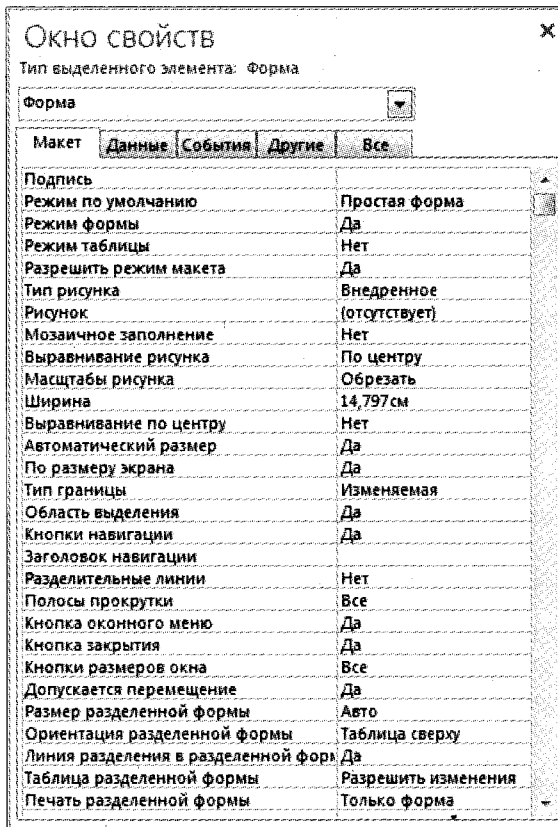 Окно свойств
Тип выделенного элемента: Форма
Форма
Макет Данные События Другие Все
Подпись
Режим по умолчанию Простая форма
Режим формы Да
Режим таблицы Нет
Разрешить режим макета Да
Тип рисунка Внедренное
Рисунок (отсутствует)
Мозаичное заполнение Нет
Выравнивание рисунка По центру
Масштабы рисунка Обрезать
Ширина 14,797см
Выравнивание по центру Нет
Автоматический размер Да
По размеру экрана Да
Тип границы Изменяемая
Область выделения Да
Кнопки навигации Да
Заголовок навигации
Разделительные линии Нет
Полосы прокрутки Все
Кнопка оконного меню Да
Кнопка закрытия Да
Кнопки размеров окна Все
Допускается перемещение Да
Размер разделенной формы Авто
Ориентация разделенной формы Таблица сверху
Линия разделения в разделенной форм Да
Таблица разделенной формы Разрешить изменения
Печать разделенной формы Только форма